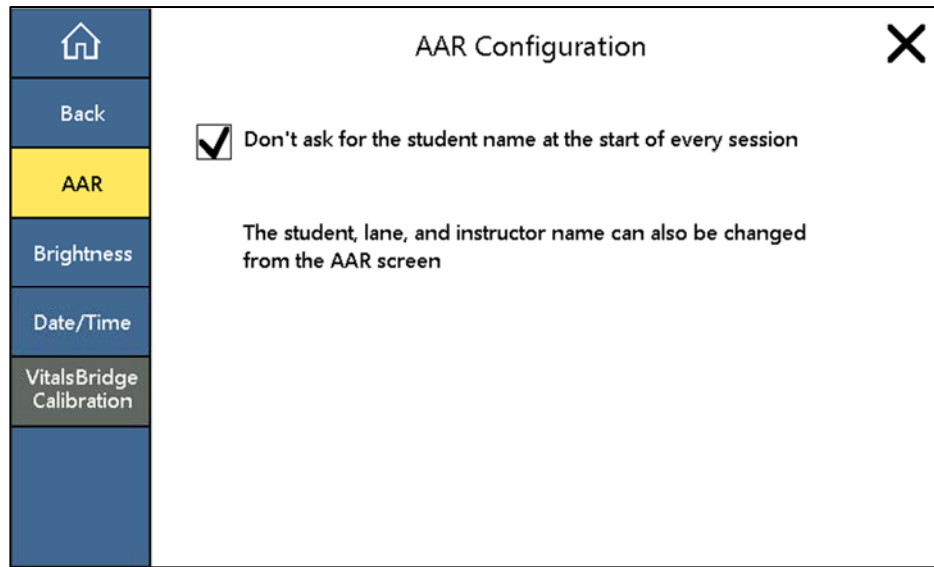 AAR Configuration
Back
AAR
Brightness
Date/Time
VitalsBridge
Calibration
Don't ask for the student name at the start of every session
The student, lane, and instructor name can also be changed
from the AAR screen